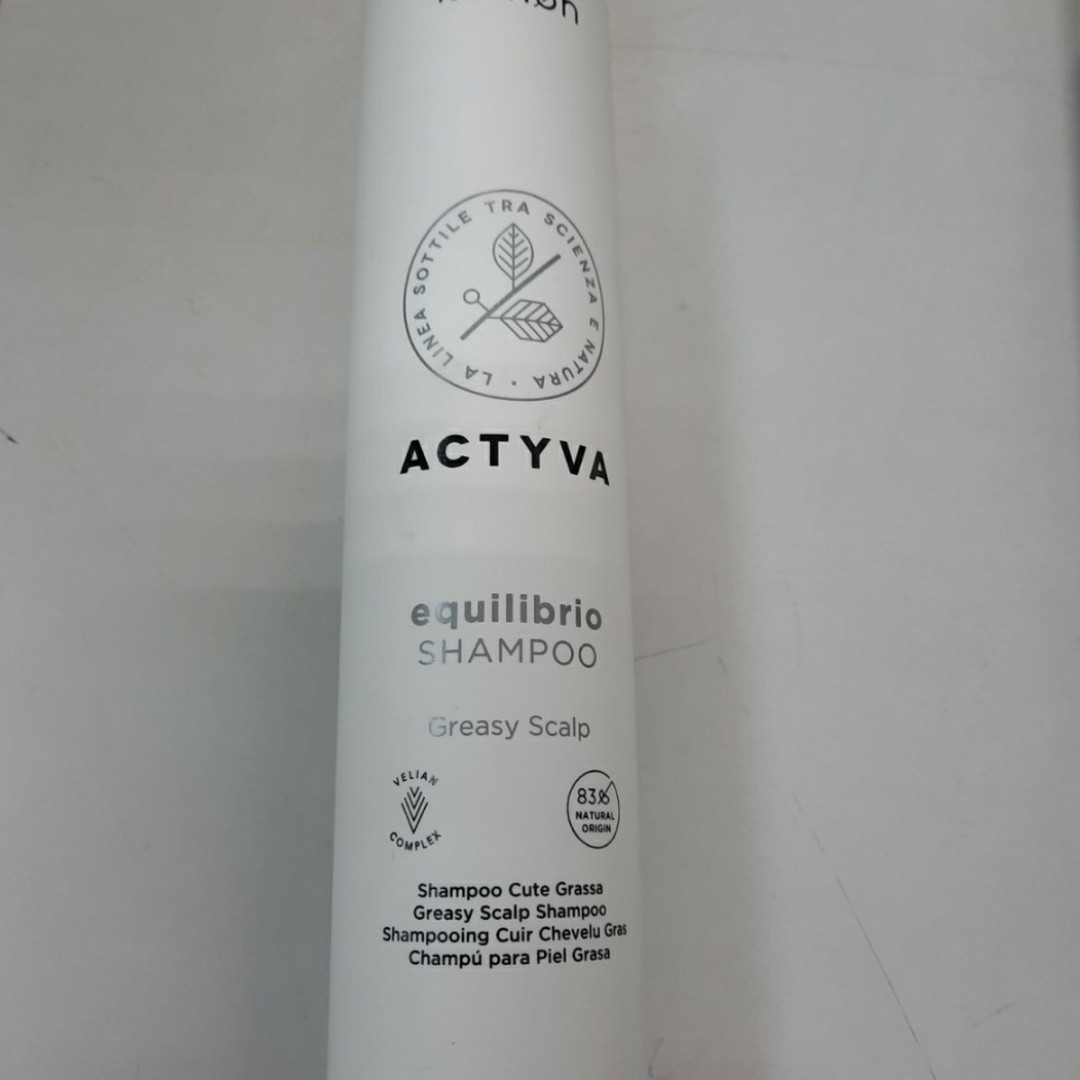 LA LINEA SOTTILE TRA SCIENZA E NATURA •
ACTYVA
equilibrio
SHAMPOO
Greasy Scalp
VELIAN
COMPLEX
83%
NATURAL
ORIGIN
Shampoo Cute Grassa
Greasy Scalp Shampoo
Shampooing Cuir Chevelu Gras
Champú para Piel Grasa